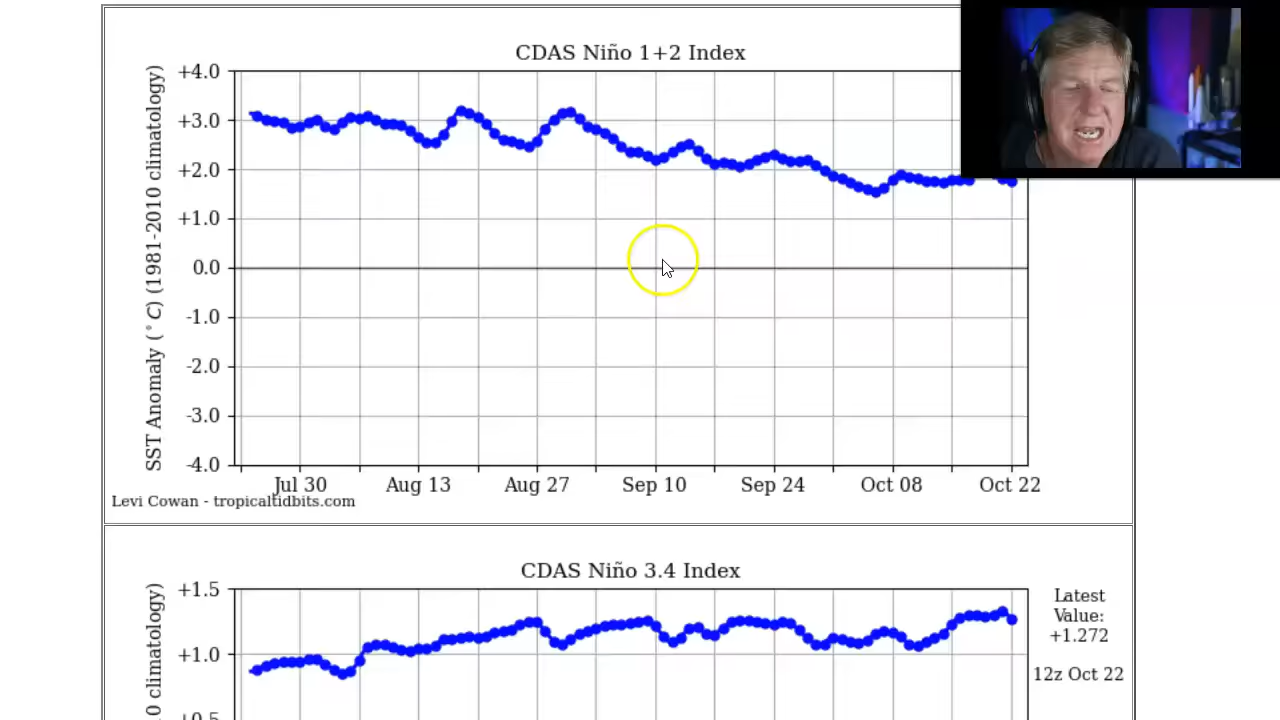 CDAS Niño 1+2 Index
+4.0
+3.0
+2.0
+1.0
0.0
-1.0
-2.0
-3.0
-4.0
SST Anomaly (°C) (1981-2010 climatology)
Jul 30 Aug 13 Aug 27 Sep 10 Sep 24 Oct 08 Oct 22
Levi Cowan - tropicaltidbits.com
CDAS Niño 3.4 Index
+1.5
+1.0
+0.5
0 climatology)
Latest
Value:
+1.272
12z Oct 22